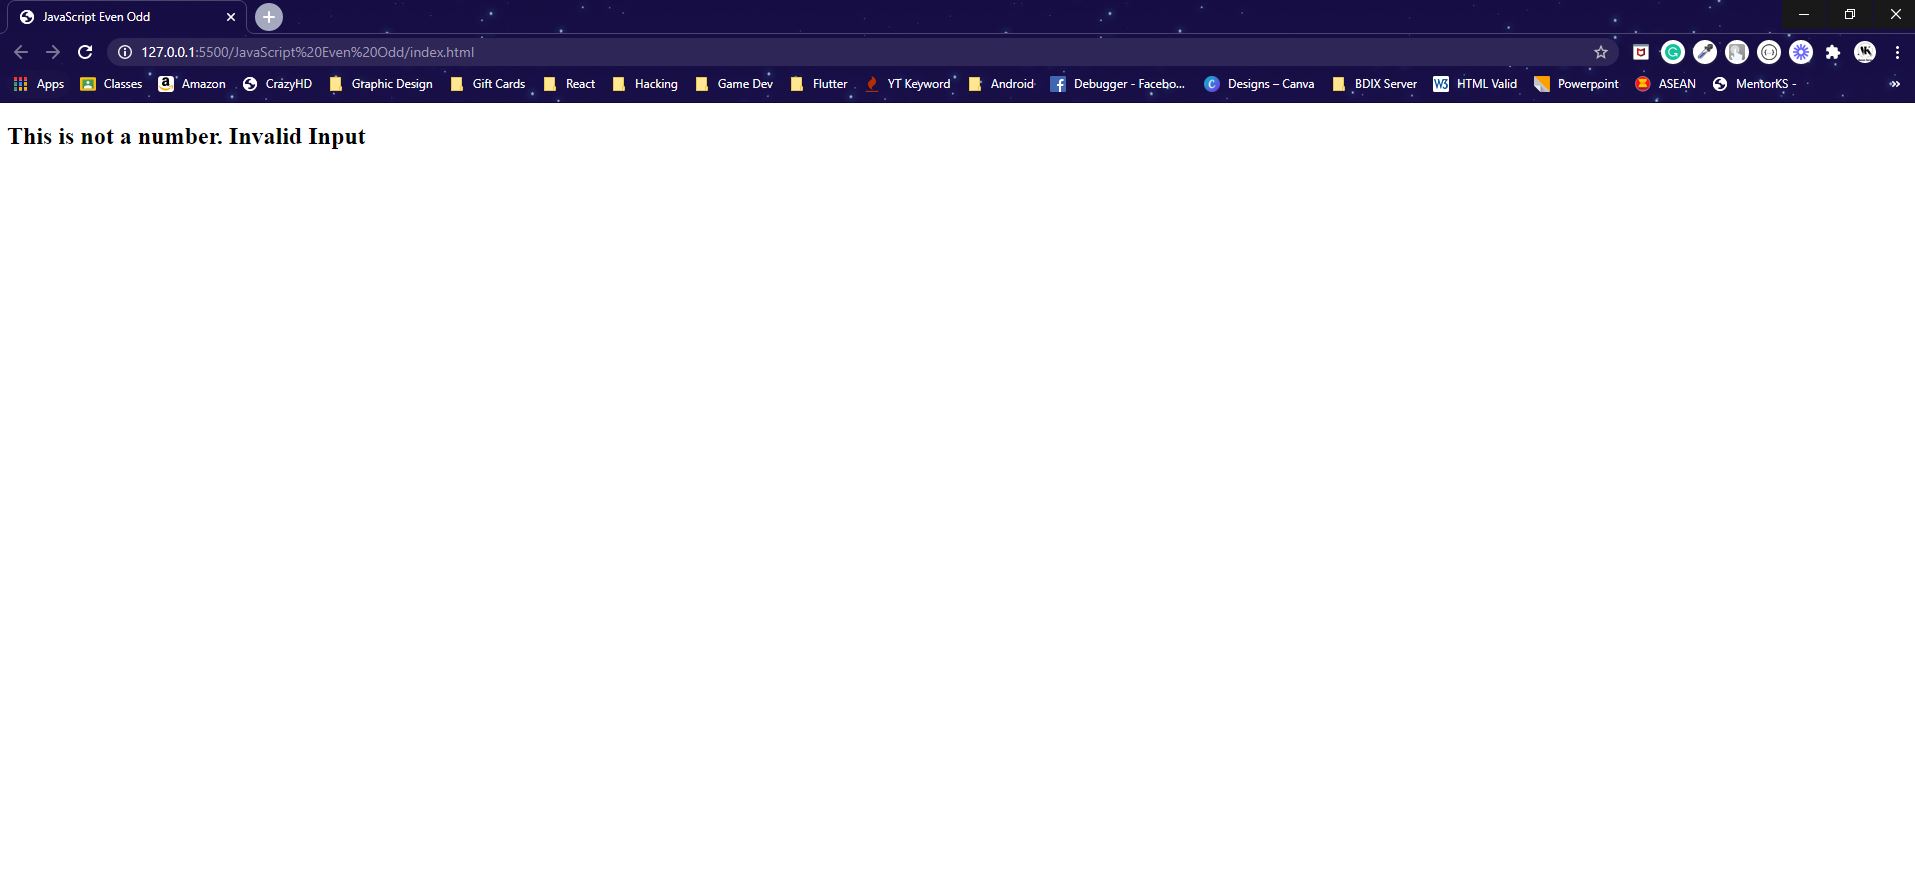 JavaScript Even Odd
127.0.0.1:5500/JavaScript%20Even%20Odd/index.html
Apps Classes Amazon CrazyHD Graphic Design Gift Cards React Hacking Game Dev Flutter YT Keyword Android Debugger - Facebo... Designs – Canva BDIX Server HTML Valid Powerpoint ASEAN MentorKS -
This is not a number. Invalid Input